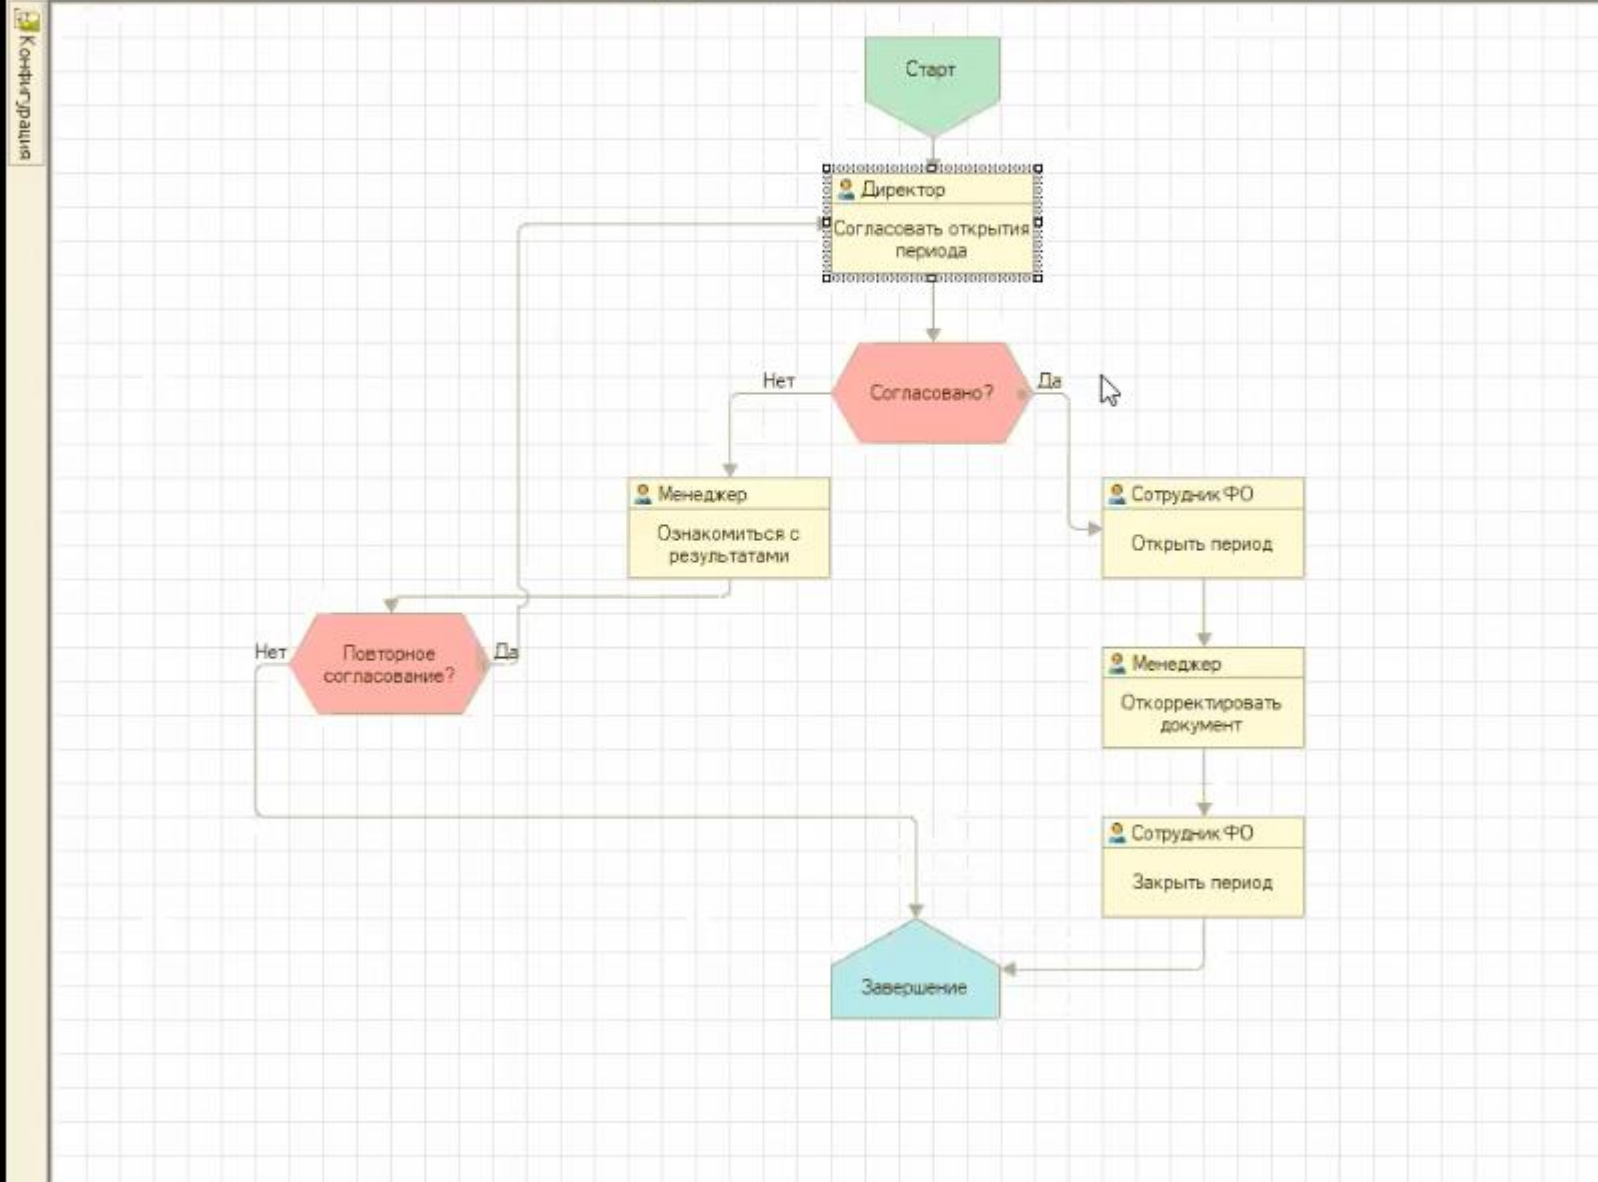 Конфигурация
Старт
Директор
Согласовать открытия
периода
Согласовано?
Нет
Да
Менеджер
Ознакомиться с
результатами
Сотрудник ФО
Открыть период
Повторное
согласование?
Нет
Да
Менеджер
Откорректировать
документ
Сотрудник ФО
Закрыть период
Завершение